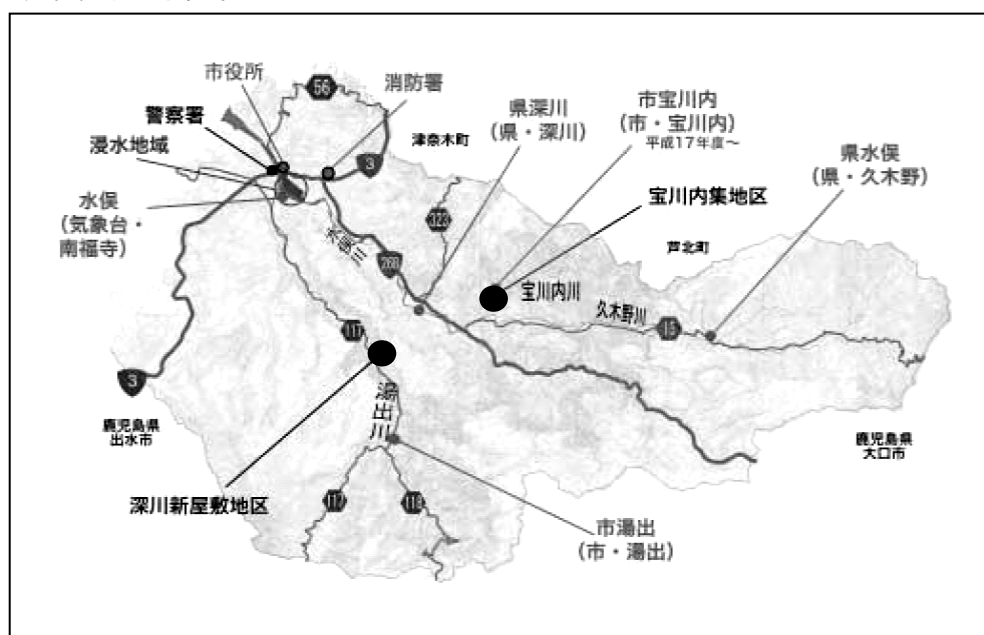 市役所
56
消防署
警察署
浸水地域
水俣
(気象台・
南福寺)
津奈木町
3
県深川
(県・深川)
市宝川内
(市・宝川内)
平成17年度~
宝川内集地区
県水俣
(県・久木野)
芦北町
323
水俣川
268
宝川内川
久木野川
15
117
3
鹿児島県
出水市
湯出川
鹿児島県
大口市
深川新屋敷地区
市湯出
(市・湯出)